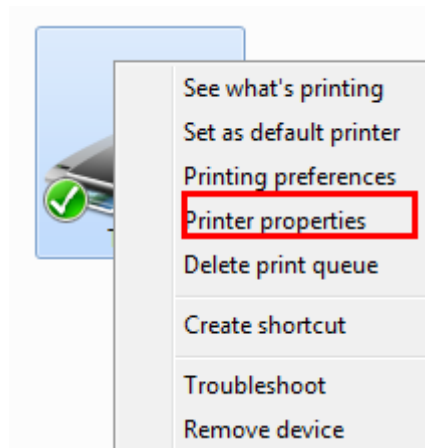 See what's printing
Set as default printer
Printing preferences
Printer properties
Delete print queue
Create shortcut
Troubleshoot
Remove device